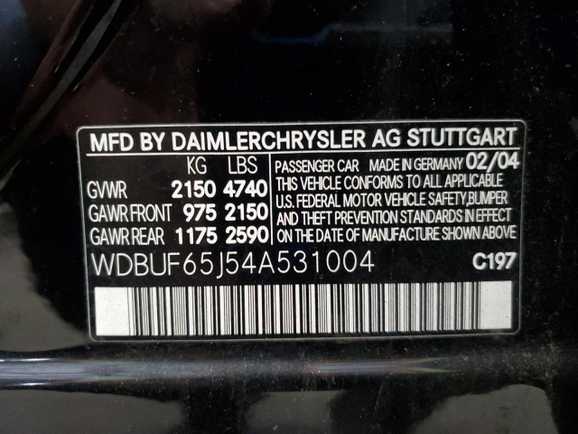 MFD BY DAIMLERCHRYSLER AG STUTTGART
KG LBS
GVWR 2150 4740
GAWR FRONT 975 2150
GAWR REAR 1175 2590
PASSENGER CAR MADE IN GERMANY 02/04
THIS VEHICLE CONFORMS TO ALL APPLICABLE
U.S. FEDERAL MOTOR VEHICLE SAFETY,BUMPER
AND THEFT PREVENTION STANDARDS IN EFFECT
ON THE DATE OF MANUFACTURE SHOWN ABOVE
WDBUF65J54A531004 C197